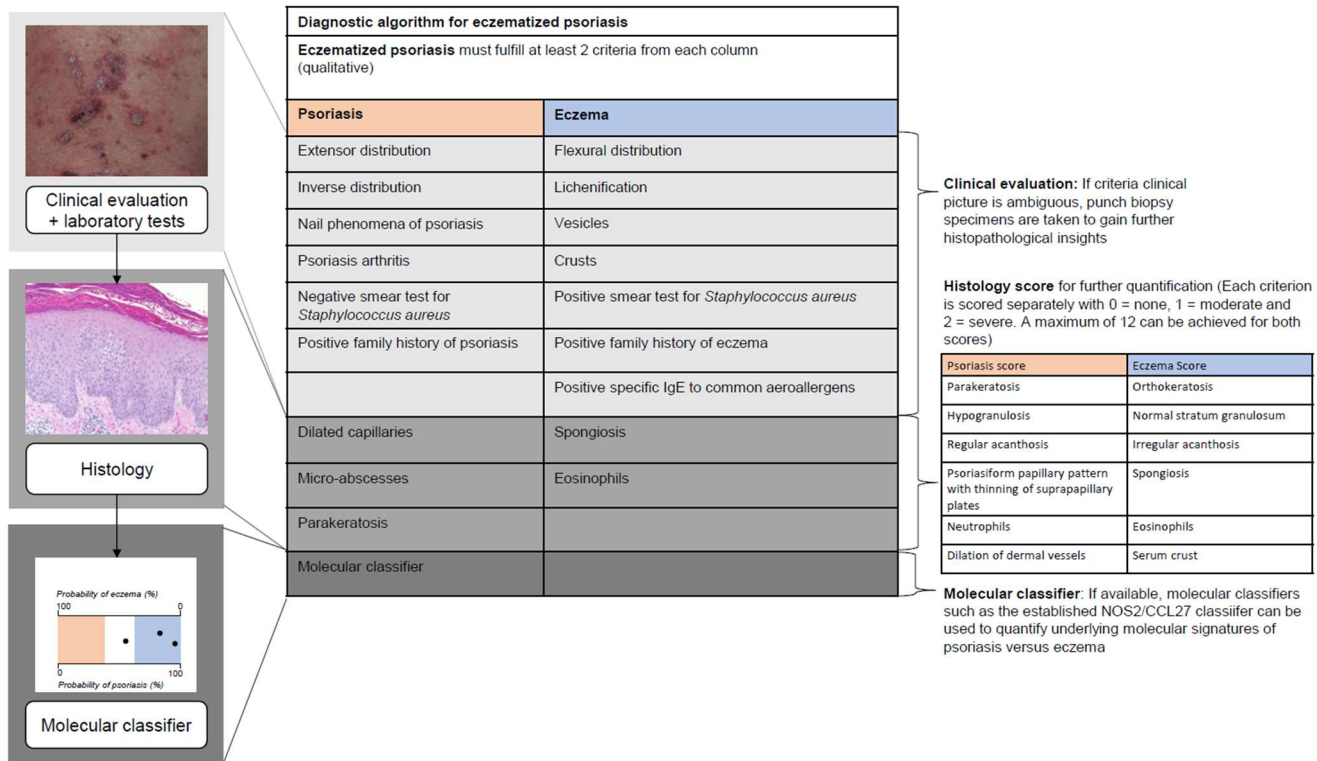 Clinical evaluation
+ laboratory tests
Histology
Probability of eczema (%)
100 0
0 100
Probability of psoriasis (%)
Molecular classifier
Diagnostic algorithm for eczematized psoriasis
Eczematized psoriasis must fulfill at least 2 criteria from each column
(qualitative)
Psoriasis Eczema
Extensor distribution Flexural distribution
Inverse distribution Lichenification
Nail phenomena of psoriasis Vesicles
Psoriasis arthritis Crusts
Negative smear test for Positive smear test for Staphylococcus aureus
Staphylococcus aureus
Positive family history of psoriasis Positive family history of eczema
Positive specific IgE to common aeroallergens
Dilated capillaries Spongiosis
Micro-abscesses Eosinophils
Parakeratosis
Molecular classifier
Clinical evaluation: If criteria clinical
picture is ambiguous, punch biopsy
specimens are taken to gain further
histopathological insights
Histology score for further quantification (Each criterion
is scored separately with 0 = none, 1 = moderate and
2 = severe. A maximum of 12 can be achieved for both
scores)
Psoriasis score Eczema Score
Parakeratosis Orthokeratosis
Hypogranulosis Normal stratum granulosum
Regular acanthosis Irregular acanthosis
Psoriasiform papillary pattern Spongiosis
with thinning of suprapapillary
plates
Neutrophils Eosinophils
Dilation of dermal vessels Serum crust
Molecular classifier: If available, molecular classifiers
such as the established NOS2/CCL27 classiifer can be
used to quantify underlying molecular signatures of
psoriasis versus eczema